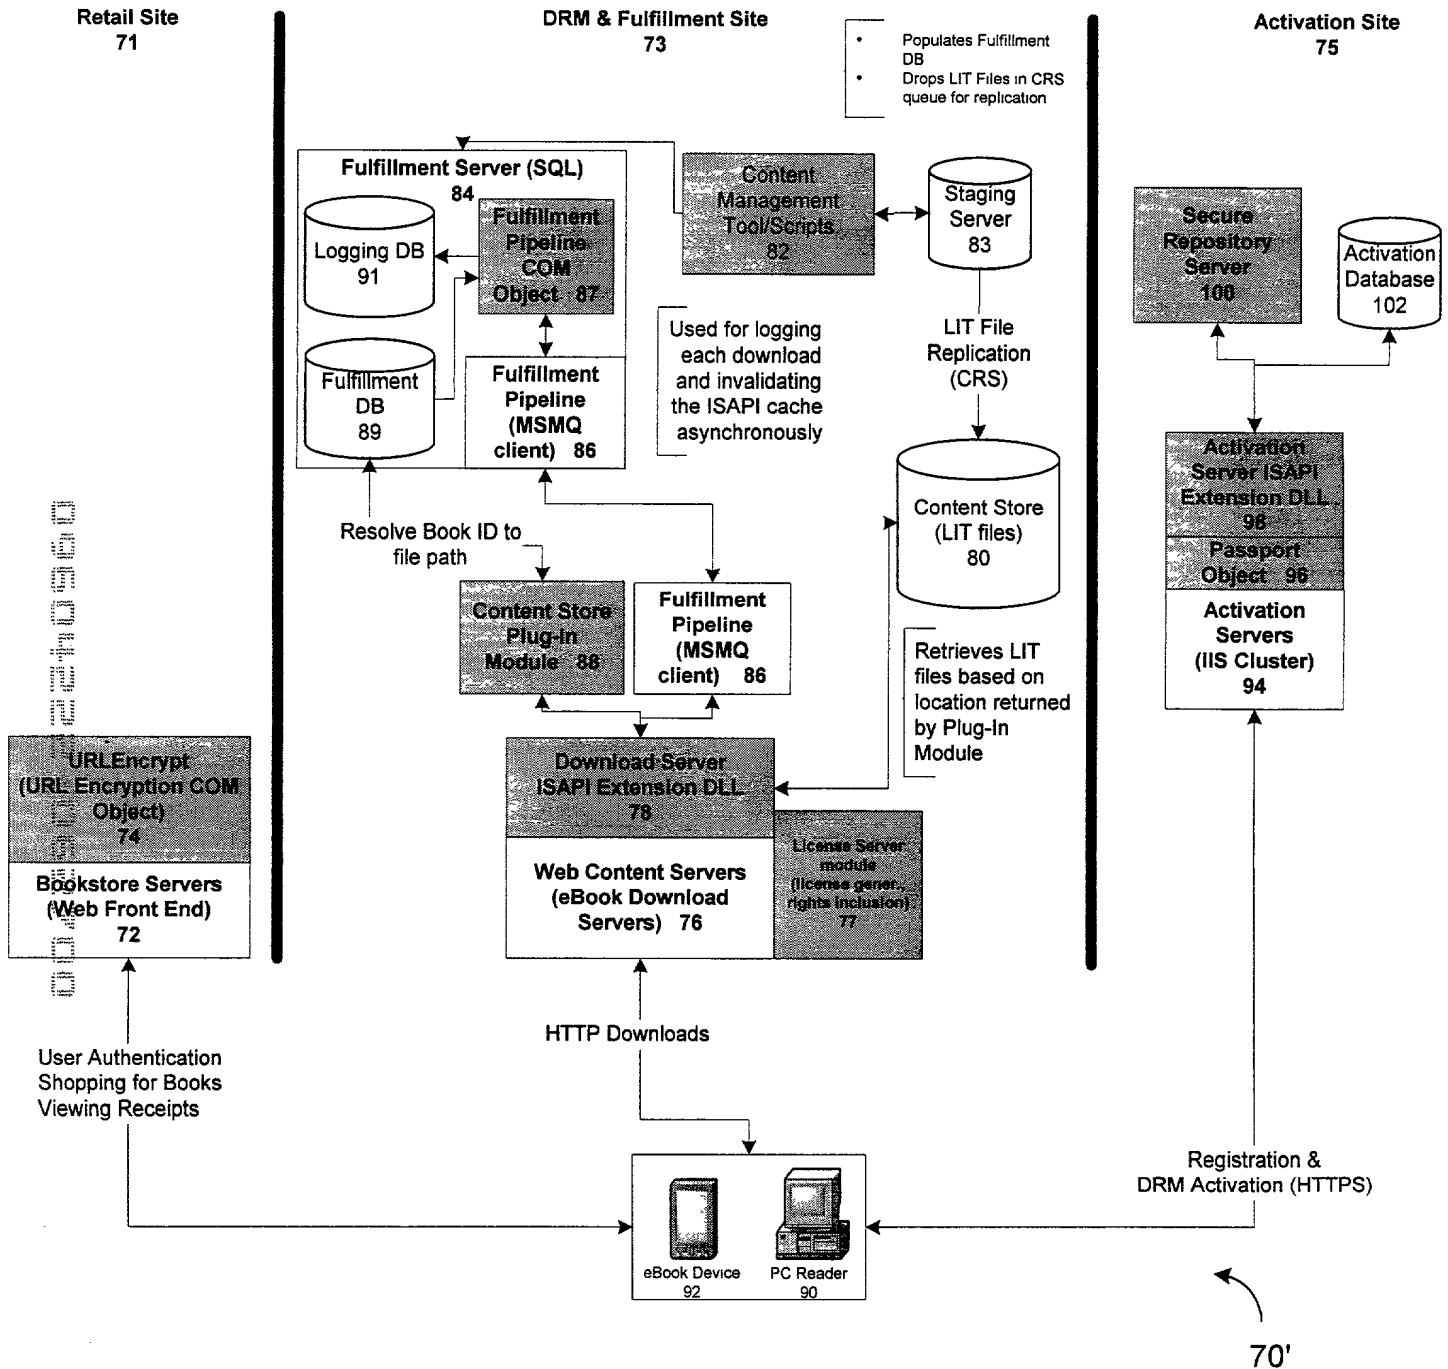 Retail Site
71
DRM & Fulfillment Site
73
• Populates Fulfillment
DB
• Drops LIT Files in CRS
queue for replication
Activation Site
75
Fulfillment Server (SQL)
84
Logging DB
91
Fulfillment
Pipeline
COM
Object 87
Fulfillment
DB
89
Fulfillment
Pipeline
(MSMQ
client) 86
Content
Management
Tool/Scripts
82
Staging
Server
83
Used for logging
each download
and invalidating
the ISAPI cache
asynchronously
LIT File
Replication
(CRS)
Content Store
(LIT files)
80
Secure
Repository
Server
100
Activation
Database
102
Activation
Server ISAPI
Extension DLL
98
Passport
Object 96
Activation
Servers
(IIS Cluster)
94
Resolve Book ID to
file path
Content Store
Plug-In
Module 88
Fulfillment
Pipeline
(MSMQ
client) 86
Retrieves LIT
files based on
location returned
by Plug-In
Module
URLEncrypt
(URL Encryption COM
Object)
74
Bookstore Servers
(Web Front End)
72
Download Server
ISAPI Extension DLL
78
Web Content Servers
(eBook Download
Servers) 76
License Server
module
(license gener.,
rights inclusion)
77
User Authentication
Shopping for Books
Viewing Receipts
HTTP Downloads
Registration &
DRM Activation (HTTPS)
eBook Device
92
PC Reader
90
70'